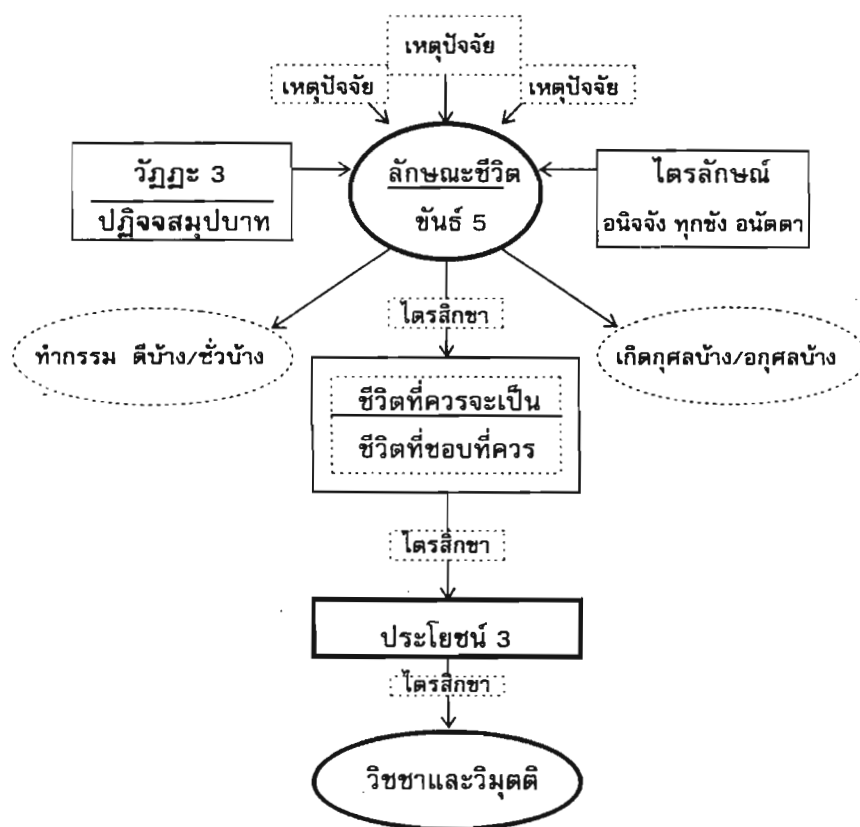 เหตุปัจจัย
เหตุปัจจัย
เหตุปัจจัย
วัฏฏะ 3
ปฏิจจสมุปบาท
ลักษณะชีวิต
ขันธ์ 5
ไตรลักษณ์
อนิจจัง ทุกขัง อนัตตา
ไตรสิกขา
ทำกรรม ดีบ้าง/ชั่วบ้าง
เกิดกุศลบ้าง/อกุศลบ้าง
ชีวิตที่ควรจะเป็น
ชีวิตที่ชอบที่ควร
ไตรสิกขา
ประโยชน์ 3
ไตรสิกขา
วิชชาและวิมุตติ